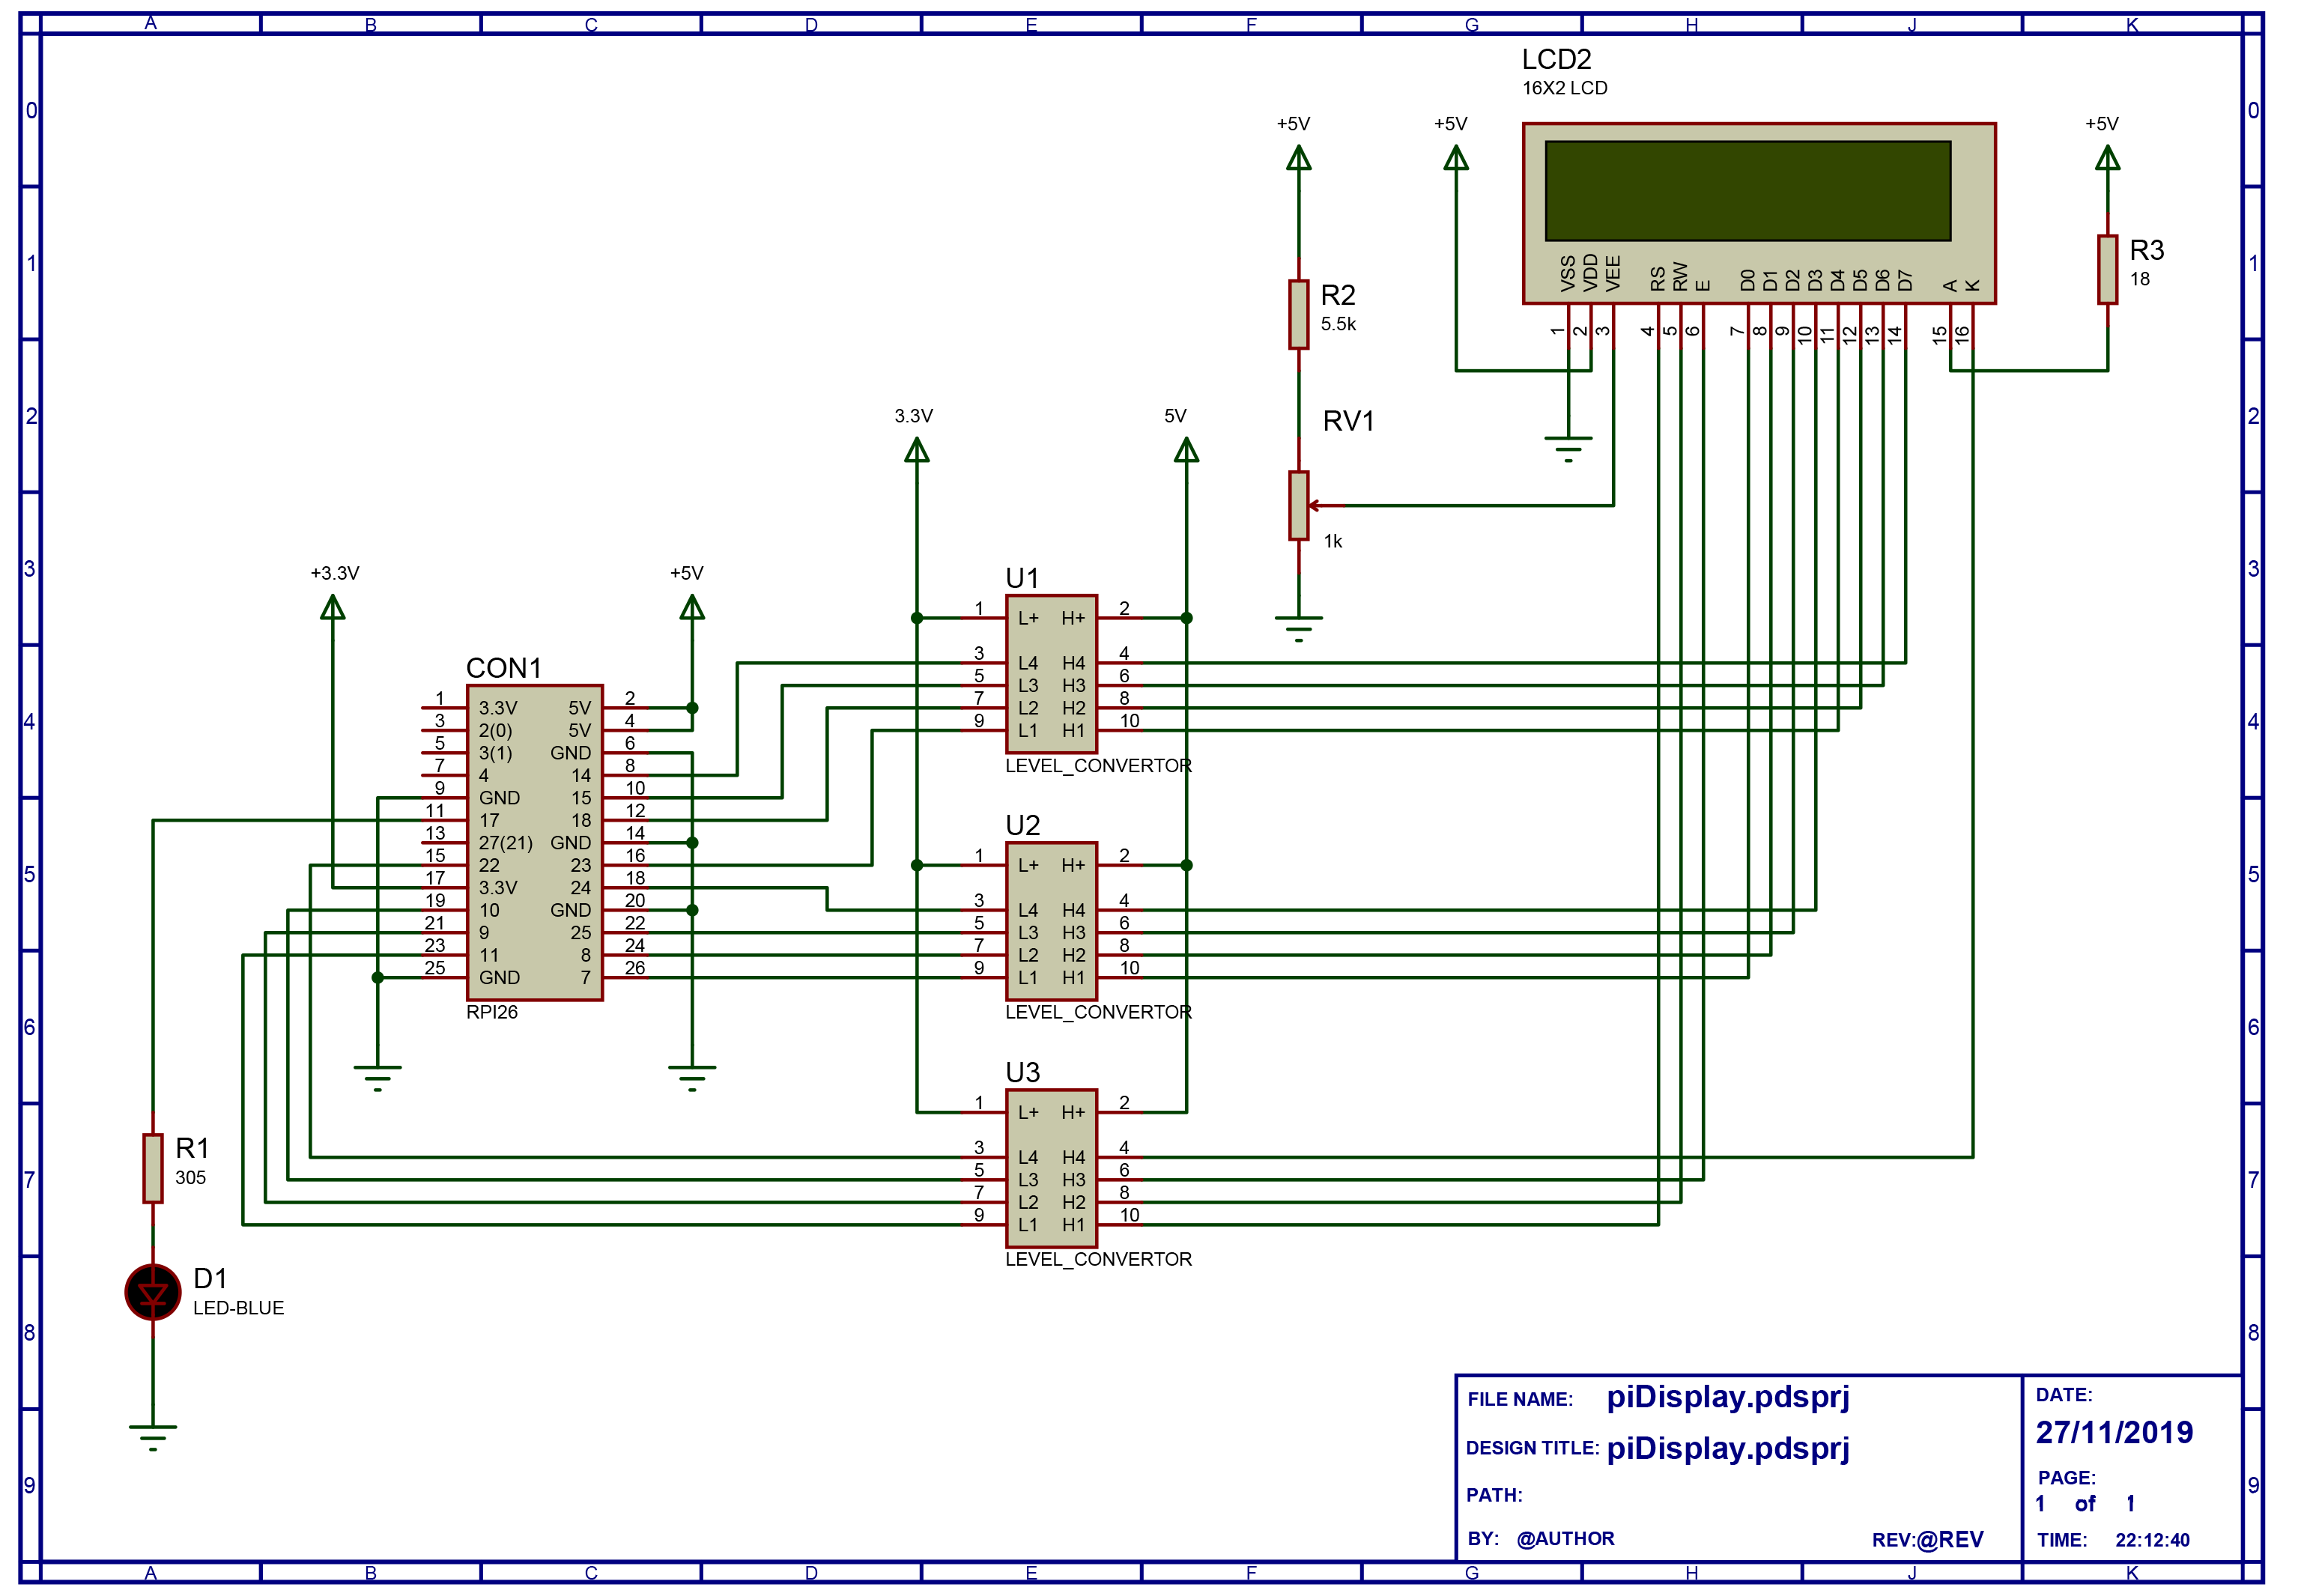 A B C D E F G H J K
0 0
1 1
2 2
3 3
4 4
5 5
6 6
7 7
8 8
9 9
LCD2
16X2 LCD
+5V
+5V
+5V
VSS VDD VEE RS RW E D0 D1 D2 D3 D4 D5 D6 D7 A K
1 2 3 4 5 6 7 8 9 10 11 12 13 14 15 16
R3
18
R2
5.5k
RV1
1k
3.3V
5V
+3.3V
+5V
CON1
1 3.3V 5V 2
3 2(0) 5V 4
5 3(1) GND 6
7 4 14 8
9 GND 15 10
11 17 18 12
13 27(21) GND 14
15 22 23 16
17 3.3V 24 18
19 10 GND 20
21 9 25 22
23 11 8 24
25 GND 7 26
RPI26
U1
1 L+ H+ 2
3 L4 H4 4
5 L3 H3 6
7 L2 H2 8
9 L1 H1 10
LEVEL_CONVERTOR
U2
1 L+ H+ 2
3 L4 H4 4
5 L3 H3 6
7 L2 H2 8
9 L1 H1 10
LEVEL_CONVERTOR
U3
1 L+ H+ 2
3 L4 H4 4
5 L3 H3 6
7 L2 H2 8
9 L1 H1 10
LEVEL_CONVERTOR
R1
305
D1
LED-BLUE
FILE NAME: piDisplay.pdsprj
DESIGN TITLE: piDisplay.pdsprj
PATH:
BY: @AUTHOR REV:@REV
DATE:
27/11/2019
PAGE:
1 of 1
TIME: 22:12:40
A B C D E F G H J K